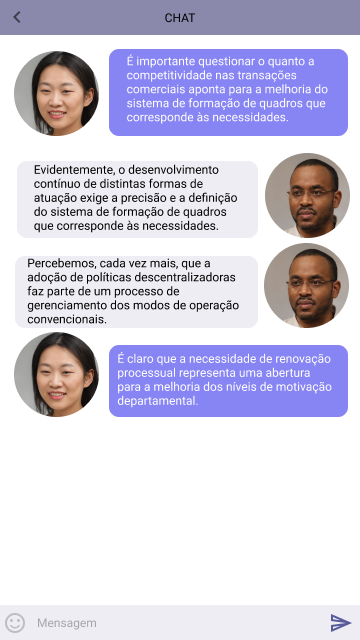 CHAT
É importante questionar o quanto a
competitividade nas transações
comerciais aponta para a melhoria do
sistema de formação de quadros que
corresponde às necessidades.
Evidentemente, o desenvolvimento
contínuo de distintas formas de
atuação exige a precisão e a definição
do sistema de formação de quadros
que corresponde às necessidades.
Percebemos, cada vez mais, que a
adoção de políticas descentralizadoras
faz parte de um processo de
gerenciamento dos modos de operação
convencionais.
É claro que a necessidade de renovação
processual representa uma abertura
para a melhoria dos níveis de motivação
departamental.
Mensagem